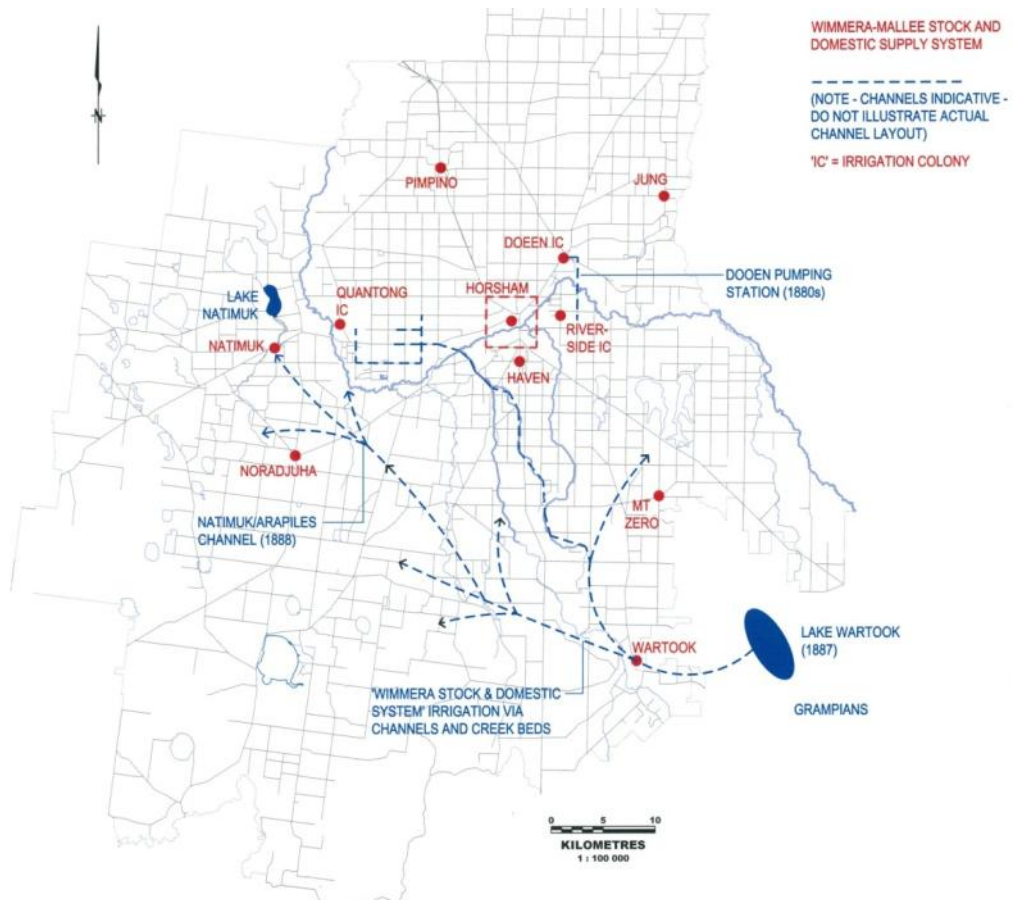 WIMMERA-MALLEE STOCK AND
DOMESTIC SUPPLY SYSTEM
(NOTE - CHANNELS INDICATIVE -
DO NOT ILLUSTRATE ACTUAL
CHANNEL LAYOUT)
'IC' = IRRIGATION COLONY
N
PIMPINO
JUNG
DOEEN IC
DOOEN PUMPING
STATION (1880s)
LAKE
NATIMUK
QUANTONG
IC
HORSHAM
NATIMUK
RIVER-
SIDE IC
HAVEN
NORADJUHA
MT
ZERO
NATIMUK/ARAPILES
CHANNEL (1888)
WARTOOK
LAKE WARTOOK
(1887)
'WIMMERA STOCK & DOMESTIC
SYSTEM' IRRIGATION VIA
CHANNELS AND CREEK BEDS
GRAMPIANS
0 5 10
KILOMETRES
1 : 100 000